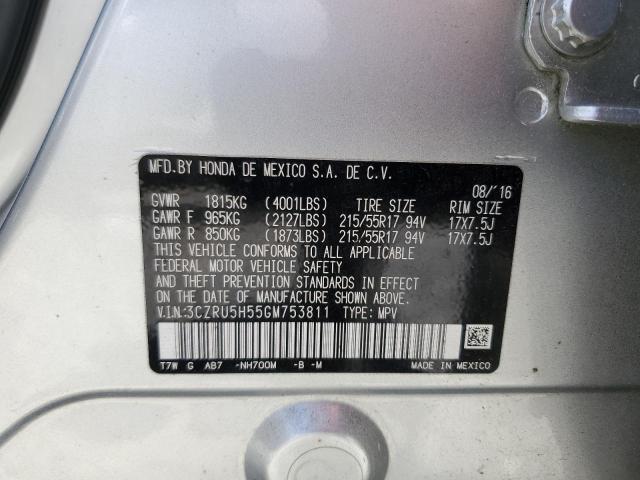 MFD.BY HONDA DE MEXICO S.A. DE C.V.
08/'16
GVWR 1815KG (4001LBS) TIRE SIZE RIM SIZE
GAWR F 965KG (2127LBS) 215/55R17 94V 17X7.5J
GAWR R 850KG (1873LBS) 215/55R17 94V 17X7.5J
THIS VEHICLE CONFORMS TO ALL APPLICABLE
FEDERAL MOTOR VEHICLE SAFETY
AND THEFT PREVENTION STANDARDS IN EFFECT
ON THE DATE OF MANUFACTURE SHOWN ABOVE.
V.I.N.:3CZRU5H55GM753811 TYPE: MPV
T7W G AB7 -NH700M -B -M MADE IN MEXICO